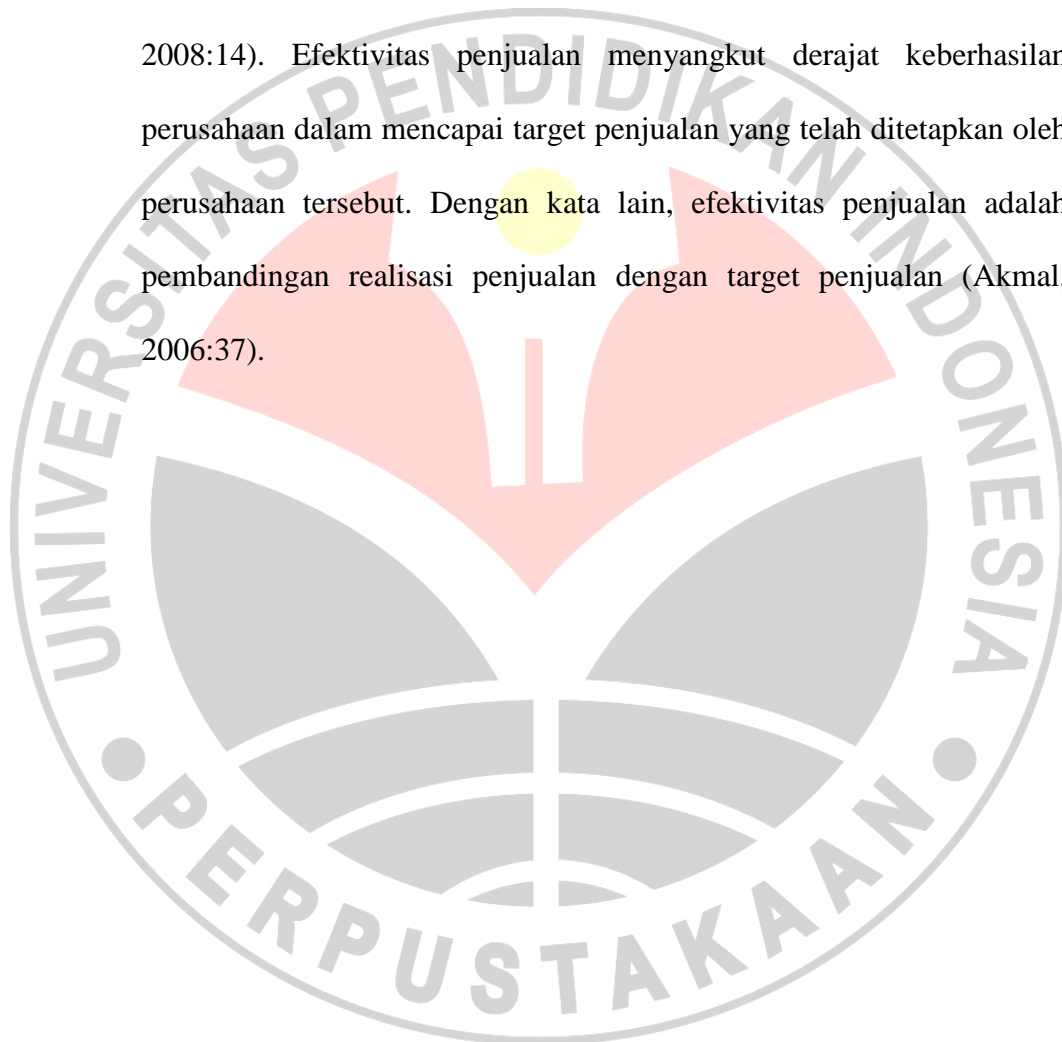 2008:14). Efektivitas penjualan menyangkut derajat keberhasilan
perusahaan dalam mencapai target penjualan yang telah ditetapkan oleh
perusahaan tersebut. Dengan kata lain, efektivitas penjualan adalah
pembandingan realisasi penjualan dengan target penjualan (Akmal,
2006:37).
UNIVERSITAS PENDIDIKAN INDONESIA
PERPUSTAKAAN